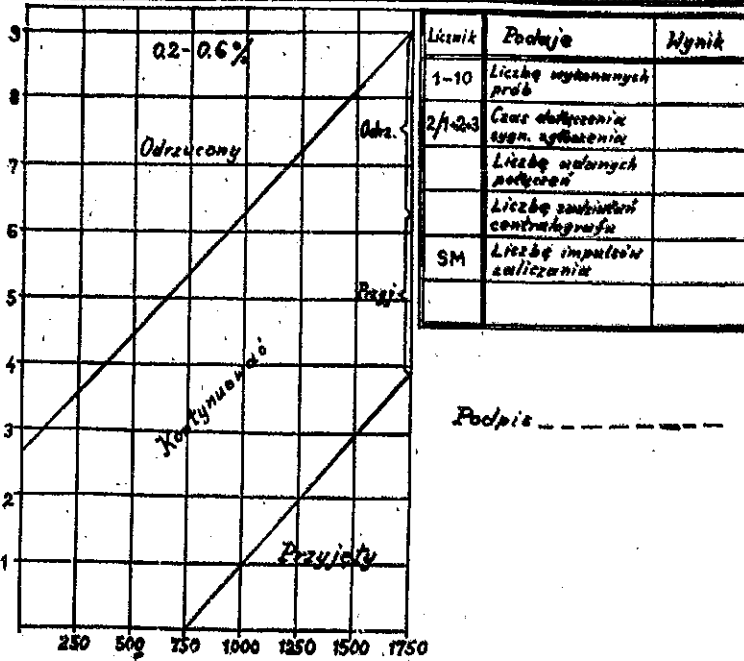 9
0.2-0.6%
8
Odrzucony
Odrz.
7
6
5
Przyj.
4
Kontynuować
3
2
1
Przyjęty
250 500 750 1000 1250 1500 1750
Licznik Podaje Wynik
1-10 Liczbę wykonanych
prób
2/1+2+3 Czas dołączenia
sygn. zgłoszenia
Liczbę udanych
połączeń
Liczbę zadziałań
centralografu
SM Liczbę impulsów
zaliczania
Podpis